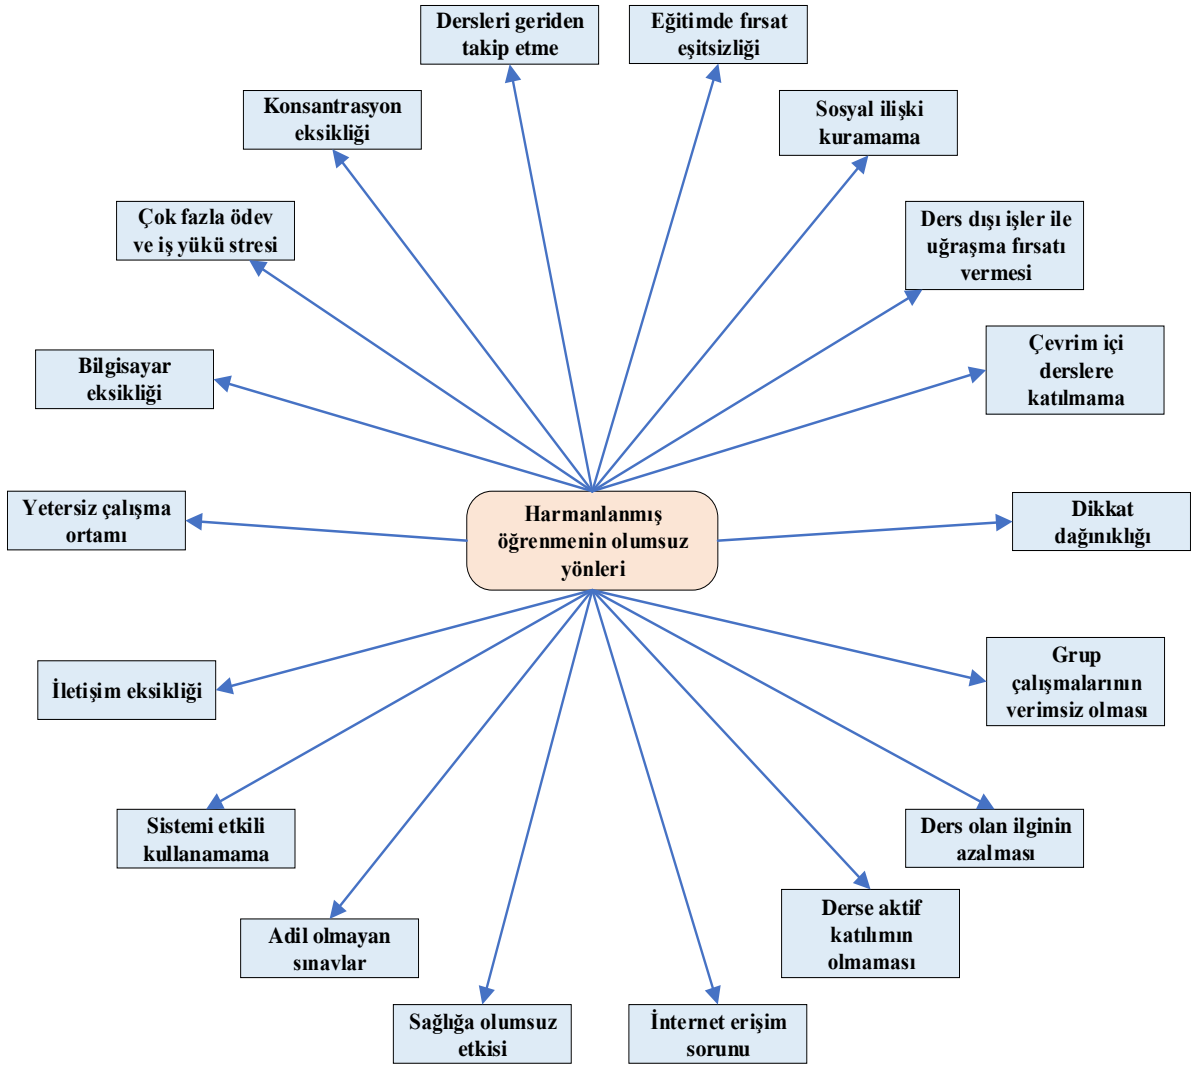 Dersleri geriden
takip etme
Eğitimde fırsat
eşitsizliği
Konsantrasyon
eksikliği
Sosyal ilişki
kuramama
Çok fazla ödev
ve iş yükü stresi
Ders dışı işler ile
uğraşma fırsatı
vermesi
Bilgisayar
eksikliği
Çevrim içi
derslere
katılmama
Yetersiz çalışma
ortamı
Harmanlanmış
öğrenmenin olumsuz
yönleri
Dikkat
dağınıklığı
İletişim eksikliği
Grup
çalışmalarının
verimsiz olması
Sistemi etkili
kullanamama
Ders olan ilginin
azalması
Adil olmayan
sınavlar
Derse aktif
katılımın
olmaması
Sağlığa olumsuz
etkisi
İnternet erişim
sorunu